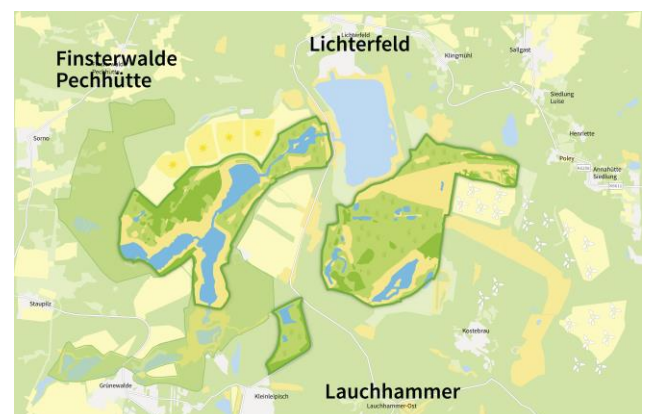 Lichterfeld
Lichterfeld
Finsterwalde
Pechhütte
Klingmühl
Sallgast
Siedlung
Luise
Sorno
Henriette
Poley
Annahütte
Siedlung
Staupitz
Kostebrau
Grünewalde
Kleinleipisch
Lauchhammer
Lauchhammer-Ost